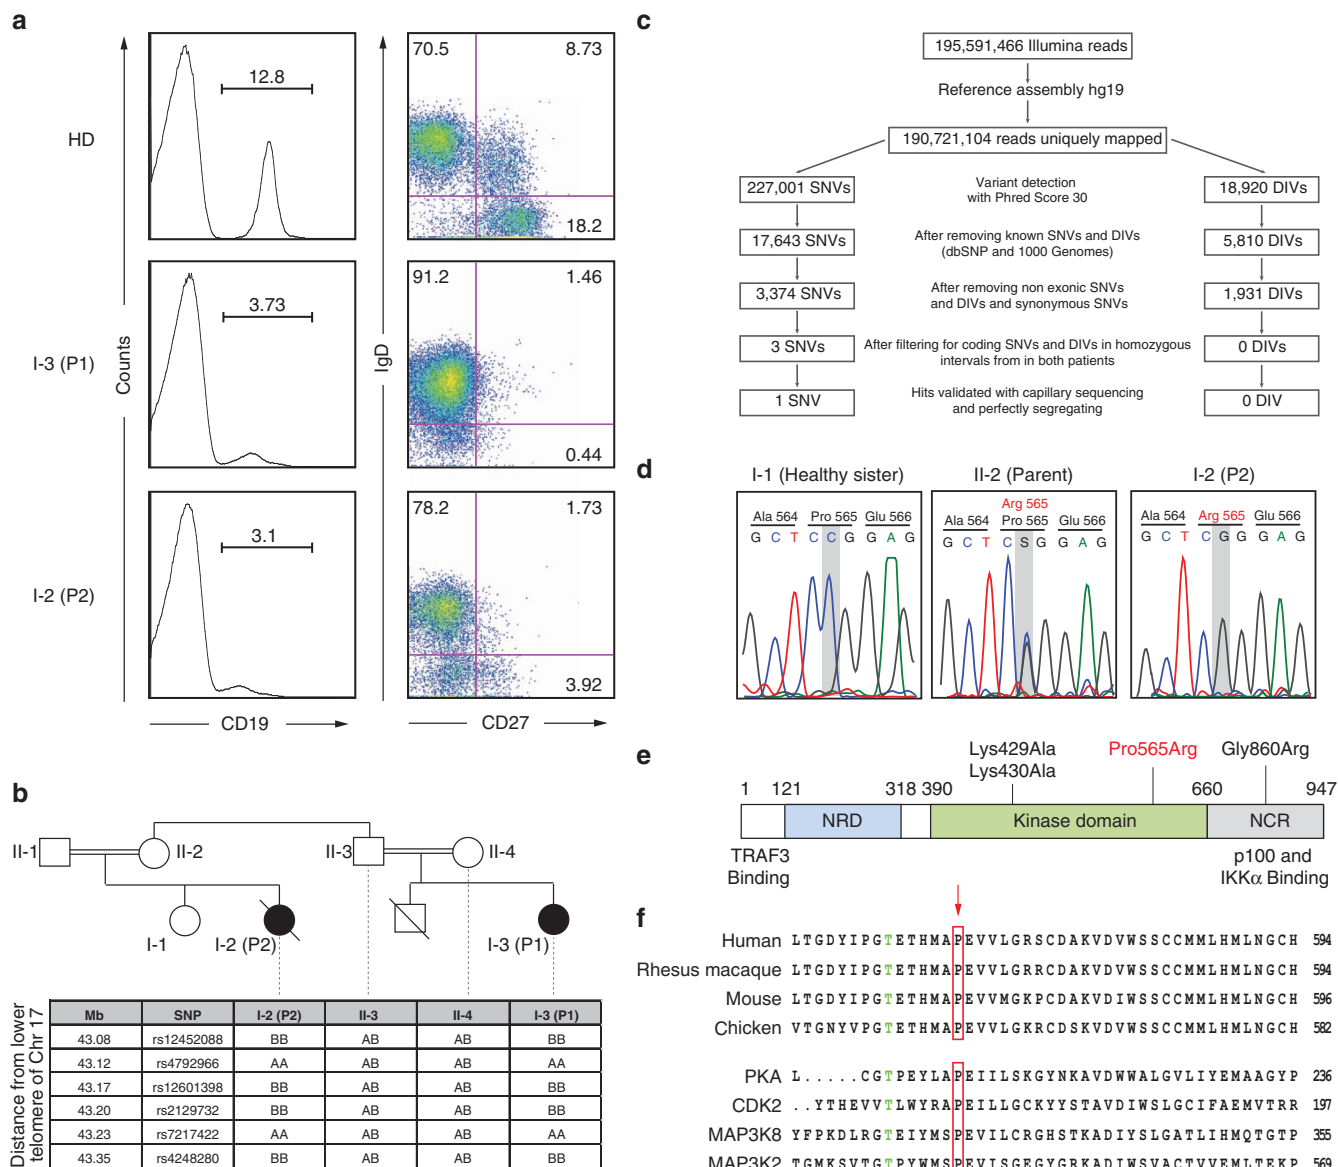 a
HD
I-3 (P1)
I-2 (P2)
Counts
12.8
3.73
3.1
CD19
IgD
70.5 8.73
18.2
91.2 1.46
0.44
78.2 1.73
3.92
CD27
b
II-1
II-2
II-3
II-4
I-1
I-2 (P2)
I-3 (P1)
Distance from lower
telomere of Chr 17
Mb SNP I-2 (P2) II-3 II-4 I-3 (P1)
43.08 rs12452088 BB AB AB BB
43.12 rs4792966 AA AB AB AA
43.17 rs12601398 BB AB AB BB
43.20 rs2129732 BB AB AB BB
43.23 rs7217422 AA AB AB AA
43.35 rs4248280 BB AB AB BB
c
195,591,466 Illumina reads
Reference assembly hg19
190,721,104 reads uniquely mapped
227,001 SNVs
Variant detection
with Phred Score 30
18,920 DIVs
17,643 SNVs
After removing known SNVs and DIVs
(dbSNP and 1000 Genomes)
5,810 DIVs
3,374 SNVs
After removing non exonic SNVs
and DIVs and synonymous SNVs
1,931 DIVs
3 SNVs
After filtering for coding SNVs and DIVs in homozygous
intervals from in both patients
0 DIVs
1 SNV
Hits validated with capillary sequencing
and perfectly segregating
0 DIV
d
I-1 (Healthy sister)
Ala 564 Pro 565 Glu 566
G C T C C G G A G
II-2 (Parent)
Arg 565
Ala 564 Pro 565 Glu 566
G C T C S G G A G
I-2 (P2)
Ala 564 Arg 565 Glu 566
G C T C G G G A G
e
Lys429Ala
Lys430Ala
Pro565Arg
Gly860Arg
1 121 318 390 660 947
NRD
Kinase domain
NCR
TRAF3
Binding
p100 and
IKKα Binding
f
Human LTGDYIPGTETHMAPEVVLGRSCDAKVDVWSSCCMMLHMLNGCH 594
Rhesus macaque LTGDYIPGTETHMAPEVVLGRRCDAKVDVWSSCCMMLHMLNGCH 594
Mouse LTGDYIPGTETHMAPEVVMGKPCDAKVDIWSSCCMMLHMLNGCH 596
Chicken VTGNYVPGTETHMAPEVVLGKRCDSKVDVWSSCCMMLHMLNGCH 582
PKA L.....CGTPEYLAPEIILSKGYNKAVDWWALGVLIYEMAAGYP 236
CDK2 ..YTHEVVTLWYRAPEILLGCKYYSTAVDIWSLGCIFAEMVTRR 197
MAP3K8 YFPKDLRGTEIYMSPEVILCRGHSTKADIYSLGATLIHMQTGTP 355
MAP3K2 TGMKSVTGTPYWMSPEVISGEGYGRKADIWSVACTVVEMLTEKP 569